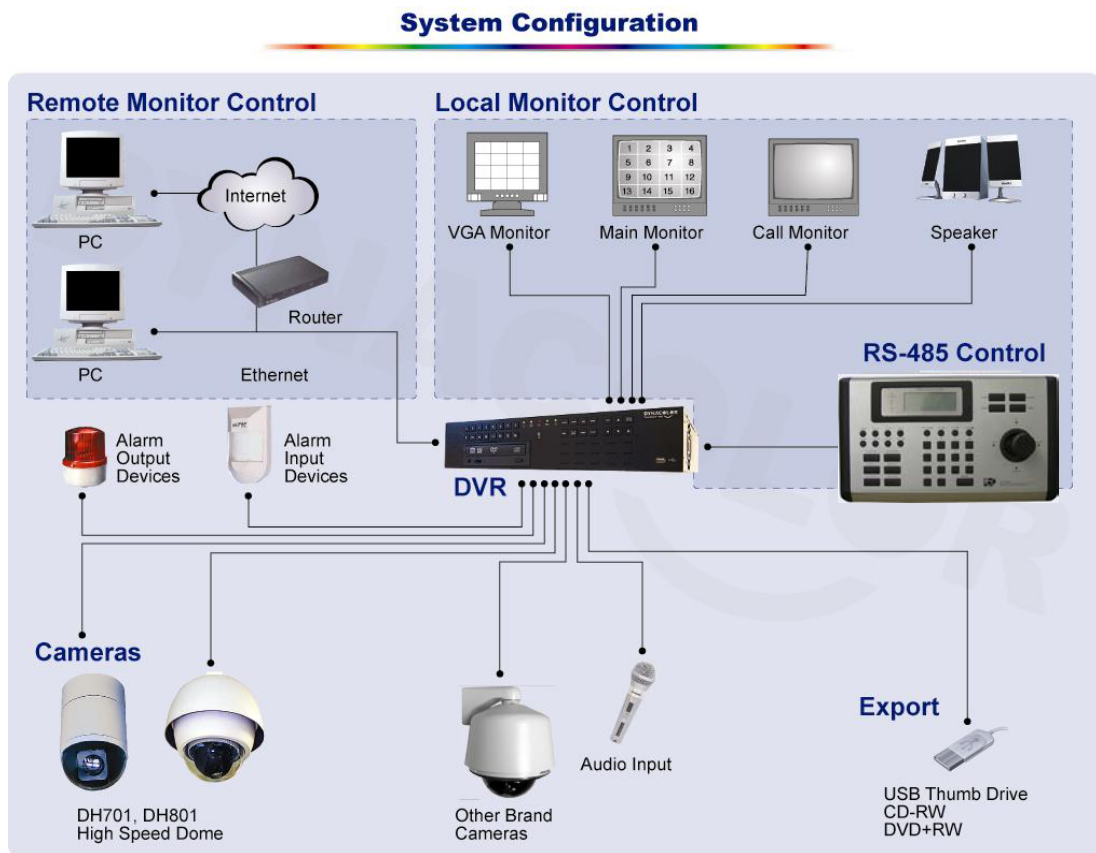 System Configuration
Remote Monitor Control
Local Monitor Control
Internet
PC
VGA Monitor
Main Monitor
Call Monitor
Speaker
1 2 3 4
5 6 7 8
9 10 11 12
13 14 15 16
Router
PC
Ethernet
RS-485 Control
Alarm
Output
Devices
Alarm
Input
Devices
DYNACOLOR
DVR
Cameras
DH701, DH801
High Speed Dome
Other Brand
Cameras
Audio Input
Export
USB Thumb Drive
CD-RW
DVD+RW
DYNACOLOR